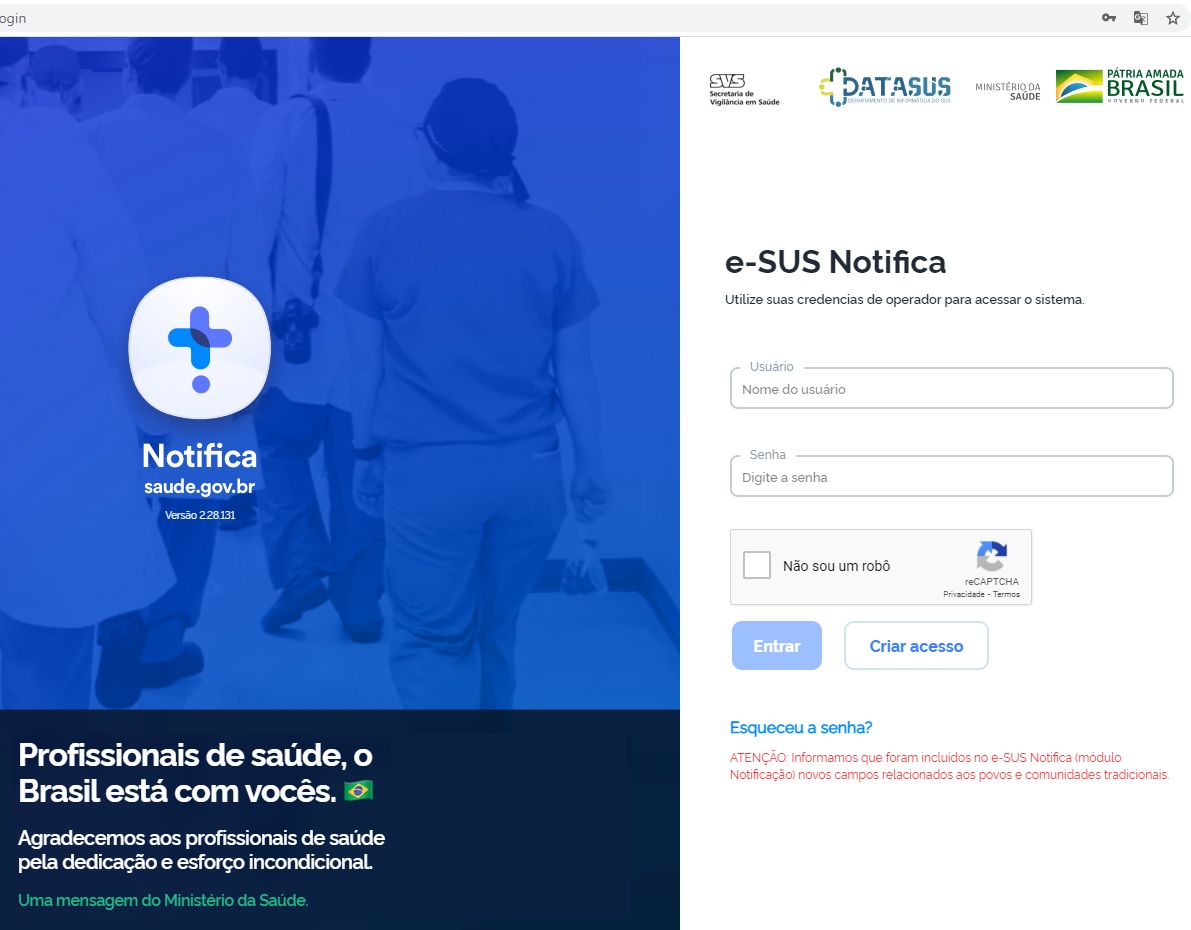 ogin
Notifica
saude.gov.br
Versão 2.28.131
Profissionais de saúde, o
Brasil está com vocês.
Agradecemos aos profissionais de saúde
pela dedicação e esforço incondicional.
Uma mensagem do Ministério da Saúde.
SVS
Secretaria de
Vigilância em Saúde
DATASUS
DEPARTAMENTO DE INFORMÁTICA DO SUS
MINISTÉRIO DA
SAÚDE
PÁTRIA AMADA
BRASIL
GOVERNO FEDERAL
e-SUS Notifica
Utilize suas credencias de operador para acessar o sistema.
Usuário
Nome do usuário
Senha
Digite a senha
Não sou um robô
reCAPTCHA
Privacidade - Termos
Entrar
Criar acesso
Esqueceu a senha?
ATENÇÃO: Informamos que foram incluídos no e-SUS Notifica (módulo
Notificação) novos campos relacionados aos povos e comunidades tradicionais.